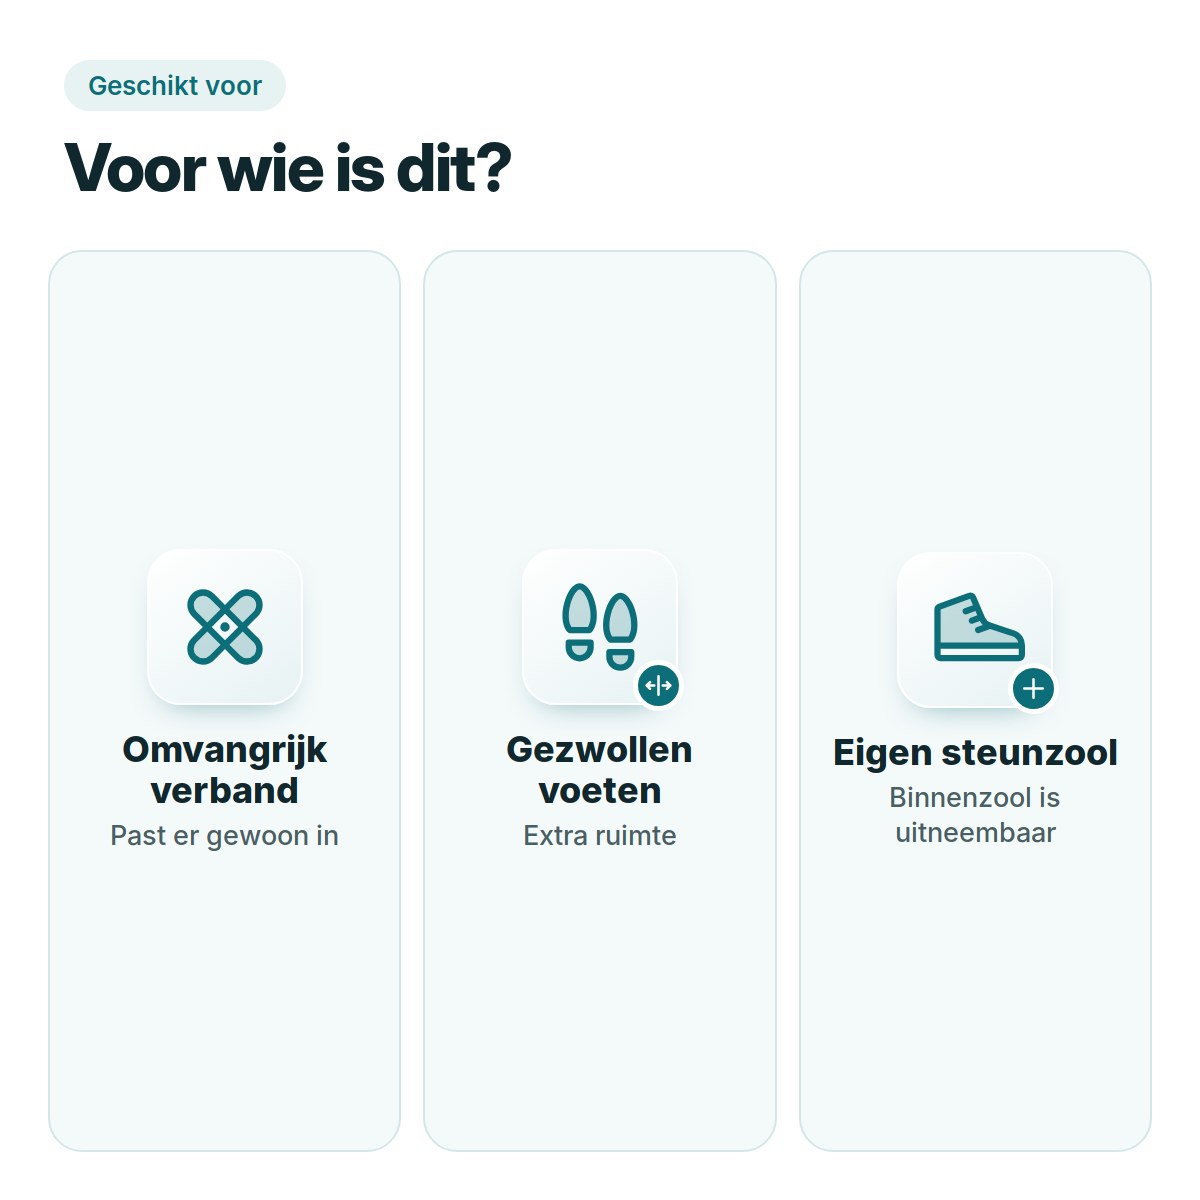 Geschikt voor
Voor wie is dit?
Omvangrijk
verband
Past er gewoon in
Gezwollen
voeten
Extra ruimte
Eigen steunzool
Binnenzool is
uitneembaar